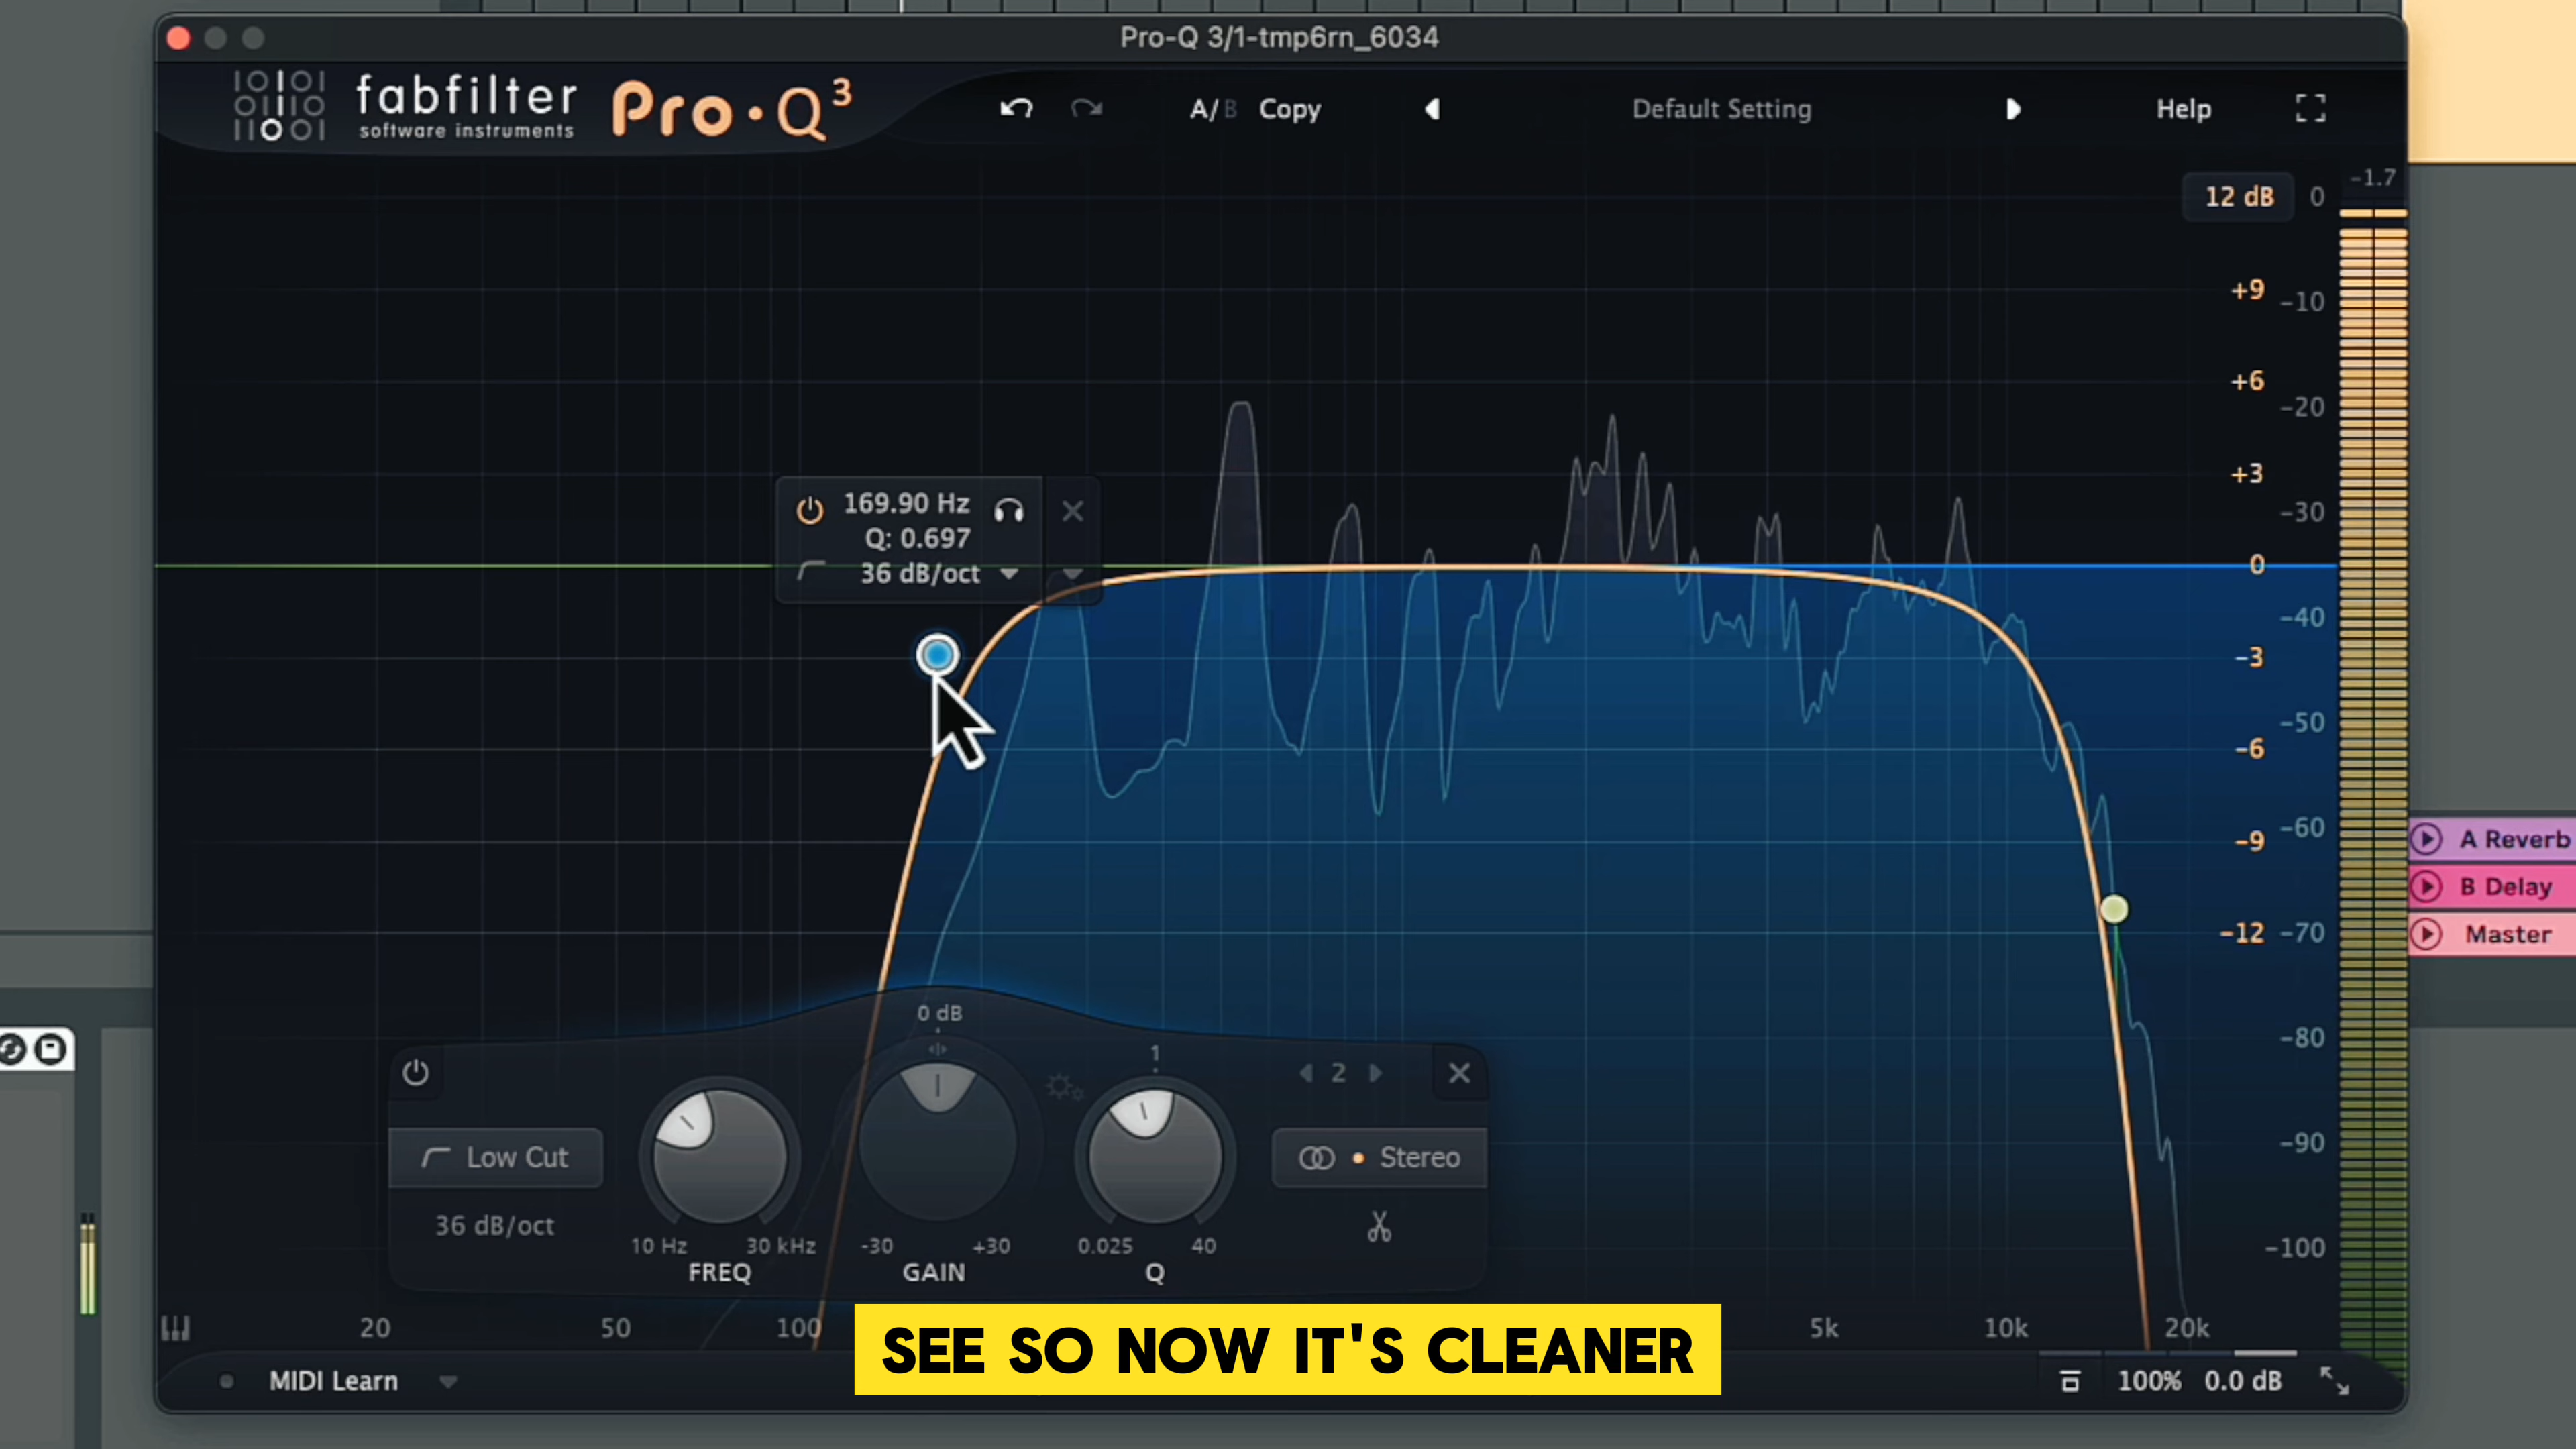 Pro-Q 3/1-tmp6rn_6034
fabfilter
software instruments
Pro·Q3
A/B Copy
Default Setting
Help
12 dB
0
-1.7
+9
-10
+6
-20
+3
-30
169.90 Hz
Q: 0.697
36 dB/oct
0
-40
-3
-50
-6
-60
-9
-70
-12
-80
-90
-100
A Reverb
B Delay
Master
0 dB
1
2
Low Cut
36 dB/oct
Stereo
10 Hz
30 kHz
FREQ
-30
+30
GAIN
0.025
40
Q
20
50
100
5k
10k
20k
SEE SO NOW IT'S CLEANER
MIDI Learn
100%
0.0 dB